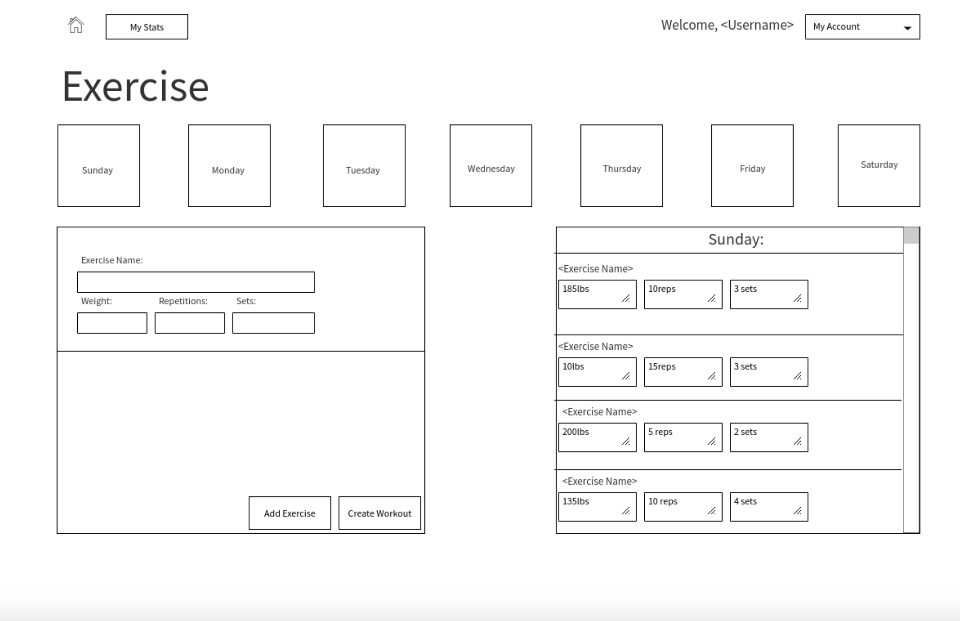 My Stats
Welcome, <Username>
My Account
Exercise
Sunday
Monday
Tuesday
Wednesday
Thursday
Friday
Saturday
Exercise Name:
Weight:
Repetitions:
Sets:
Add Exercise
Create Workout
Sunday:
<Exercise Name>
185lbs
10reps
3 sets
<Exercise Name>
10lbs
15reps
3 sets
<Exercise Name>
200lbs
5 reps
2 sets
<Exercise Name>
135lbs
10 reps
4 sets